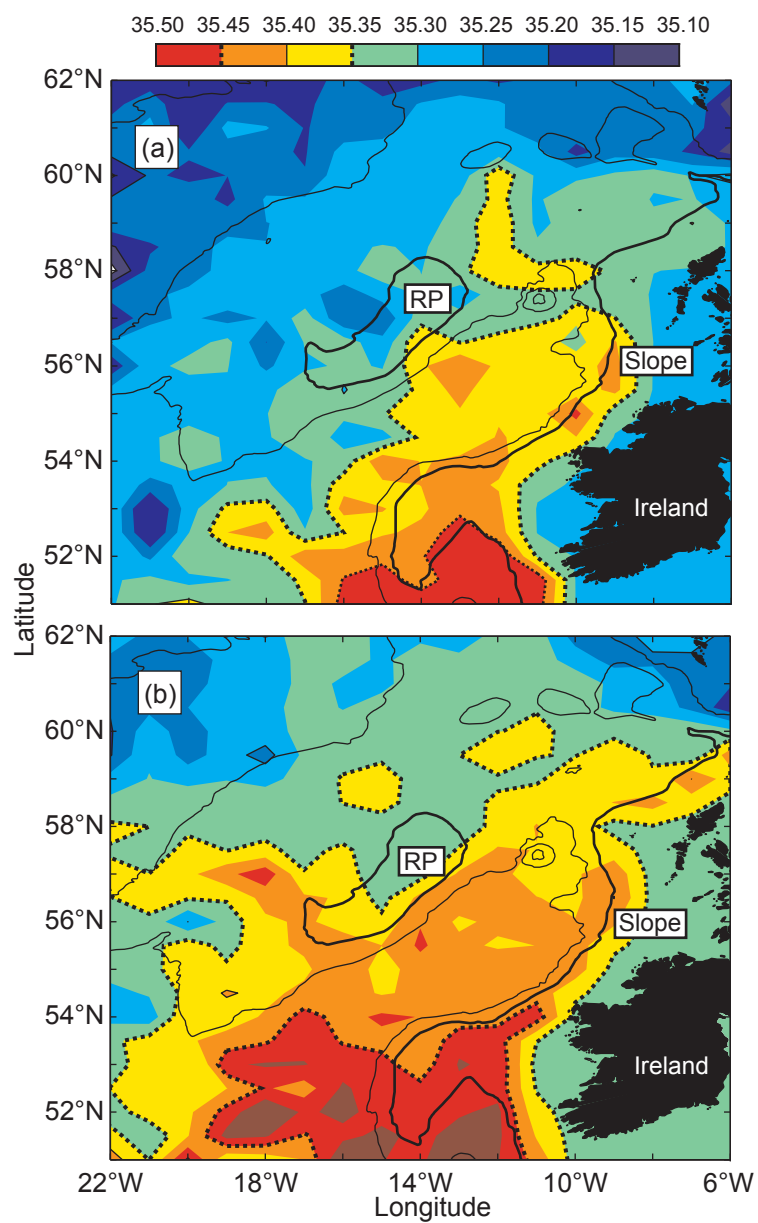 35.50 35.45 35.40 35.35 35.30 35.25 35.20 35.15 35.10
62°N
(a)
60°N
58°N
RP
56°N
Slope
54°N
Ireland
52°N
Latitude
62°N
(b)
60°N
58°N
RP
56°N
Slope
54°N
Ireland
52°N
22°W 18°W 14°W 10°W 6°W
Longitude